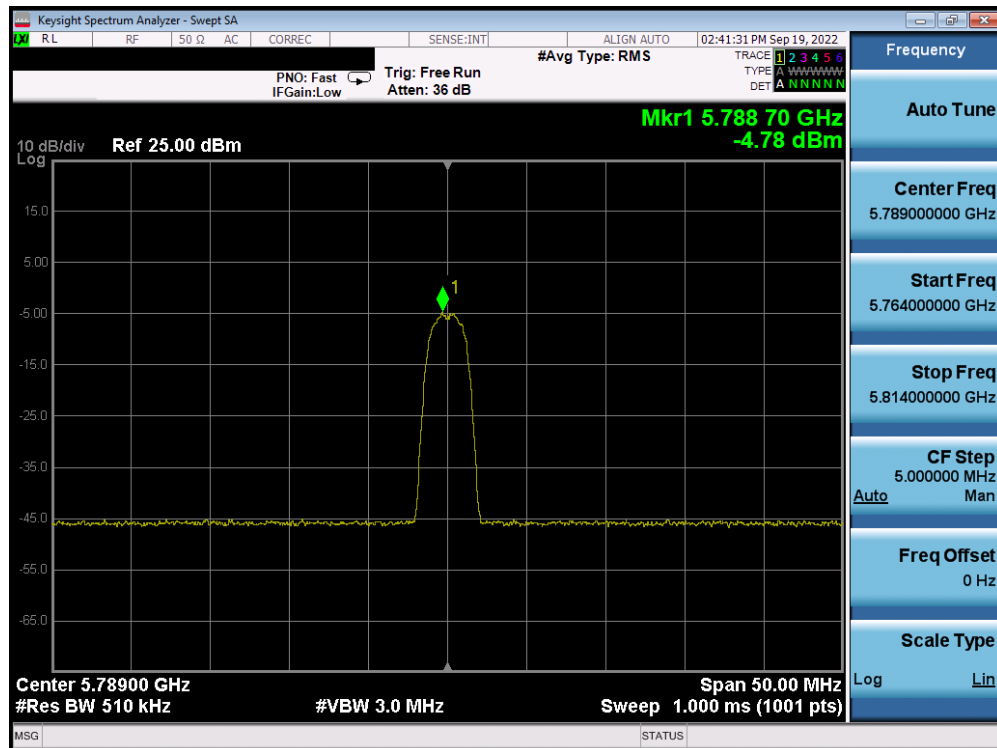 Keysight Spectrum Analyzer - Swept SA
LXI RL RF 50 Ω AC CORREC SENSE:INT ALIGN AUTO 02:41:31 PM Sep 19, 2022
PNO: Fast
IFGain:Low
Trig: Free Run
Atten: 36 dB
#Avg Type: RMS
TRACE 1 2 3 4 5 6
TYPE A WWWWWW
DET A N N N N N
Mkr1 5.788 70 GHz
-4.78 dBm
10 dB/div
Log
Ref 25.00 dBm
15.0
5.00
-5.00
-15.0
-25.0
-35.0
-45.0
-55.0
-65.0
1
Center 5.78900 GHz
#Res BW 510 kHz
#VBW 3.0 MHz
Span 50.00 MHz
Sweep 1.000 ms (1001 pts)
MSG
STATUS
Frequency
Auto Tune
Center Freq
5.789000000 GHz
Start Freq
5.764000000 GHz
Stop Freq
5.814000000 GHz
CF Step
5.000000 MHz
Auto Man
Freq Offset
0 Hz
Scale Type
Log Lin